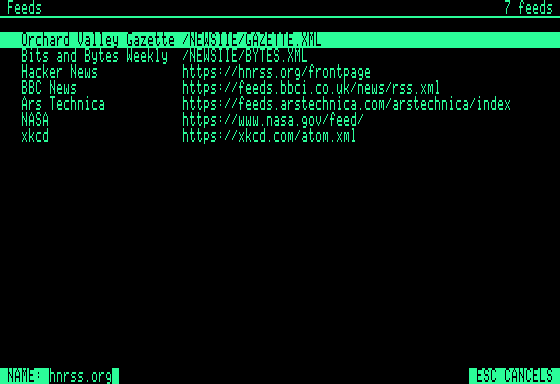 Feeds 7 feeds
Orchard Valley Gazette /NEWSIIE/GAZETTE.XML
Bits and Bytes Weekly /NEWSIIE/BYTES.XML
Hacker News https://hnrss.org/frontpage
BBC News https://feeds.bbci.co.uk/news/rss.xml
Ars Technica https://feeds.arstechnica.com/arstechnica/index
NASA https://www.nasa.gov/feed/
xkcd https://xkcd.com/atom.xml
NAME: hnrss.org ESC CANCELS